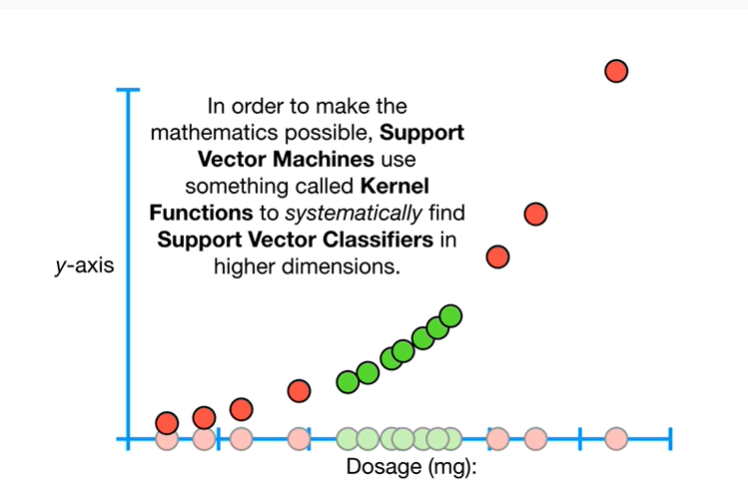 In order to make the
mathematics possible, Support
Vector Machines use
something called Kernel
Functions to systematically find
Support Vector Classifiers in
higher dimensions.
y-axis
Dosage (mg):